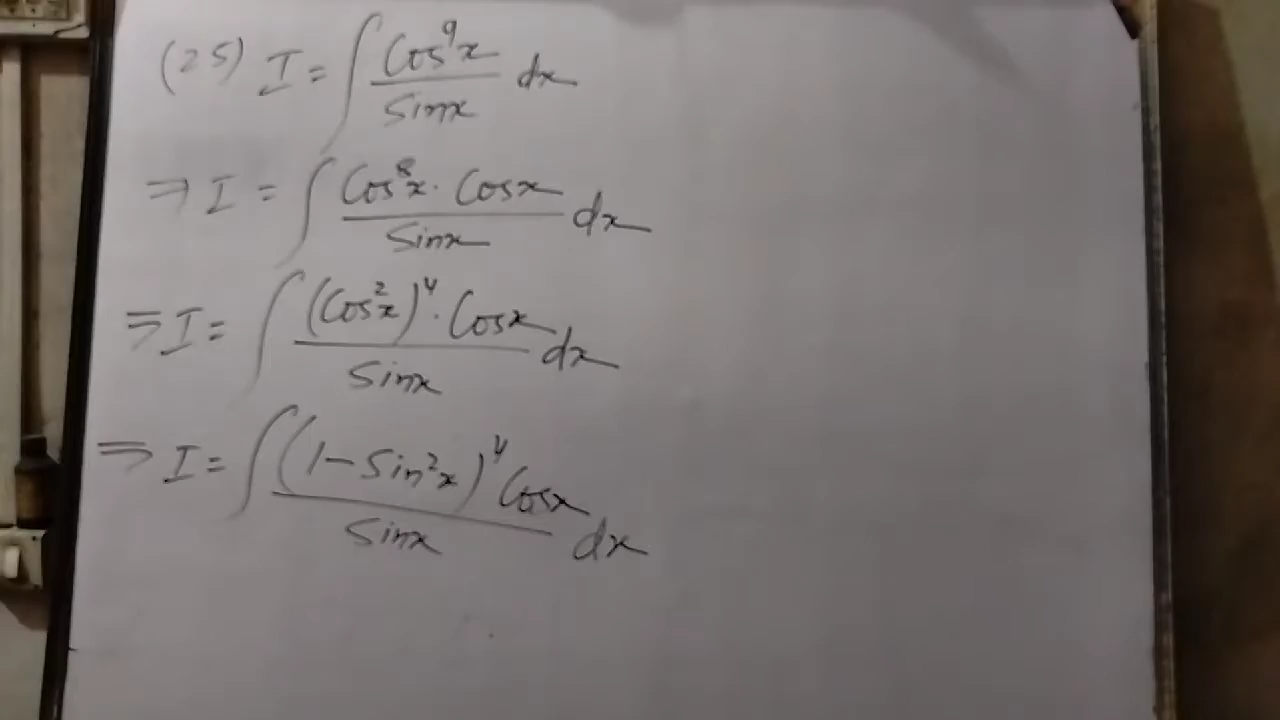 (25) I = ∫ Cos⁹x / Sinx dx
⇒ I = ∫ Cos⁸x · Cosx / Sinx dx
⇒ I = ∫ (Cos²x)⁴ · Cosx / Sinx dx
⇒ I = ∫ (1 - Sin²x)⁴ Cosx / Sinx dx